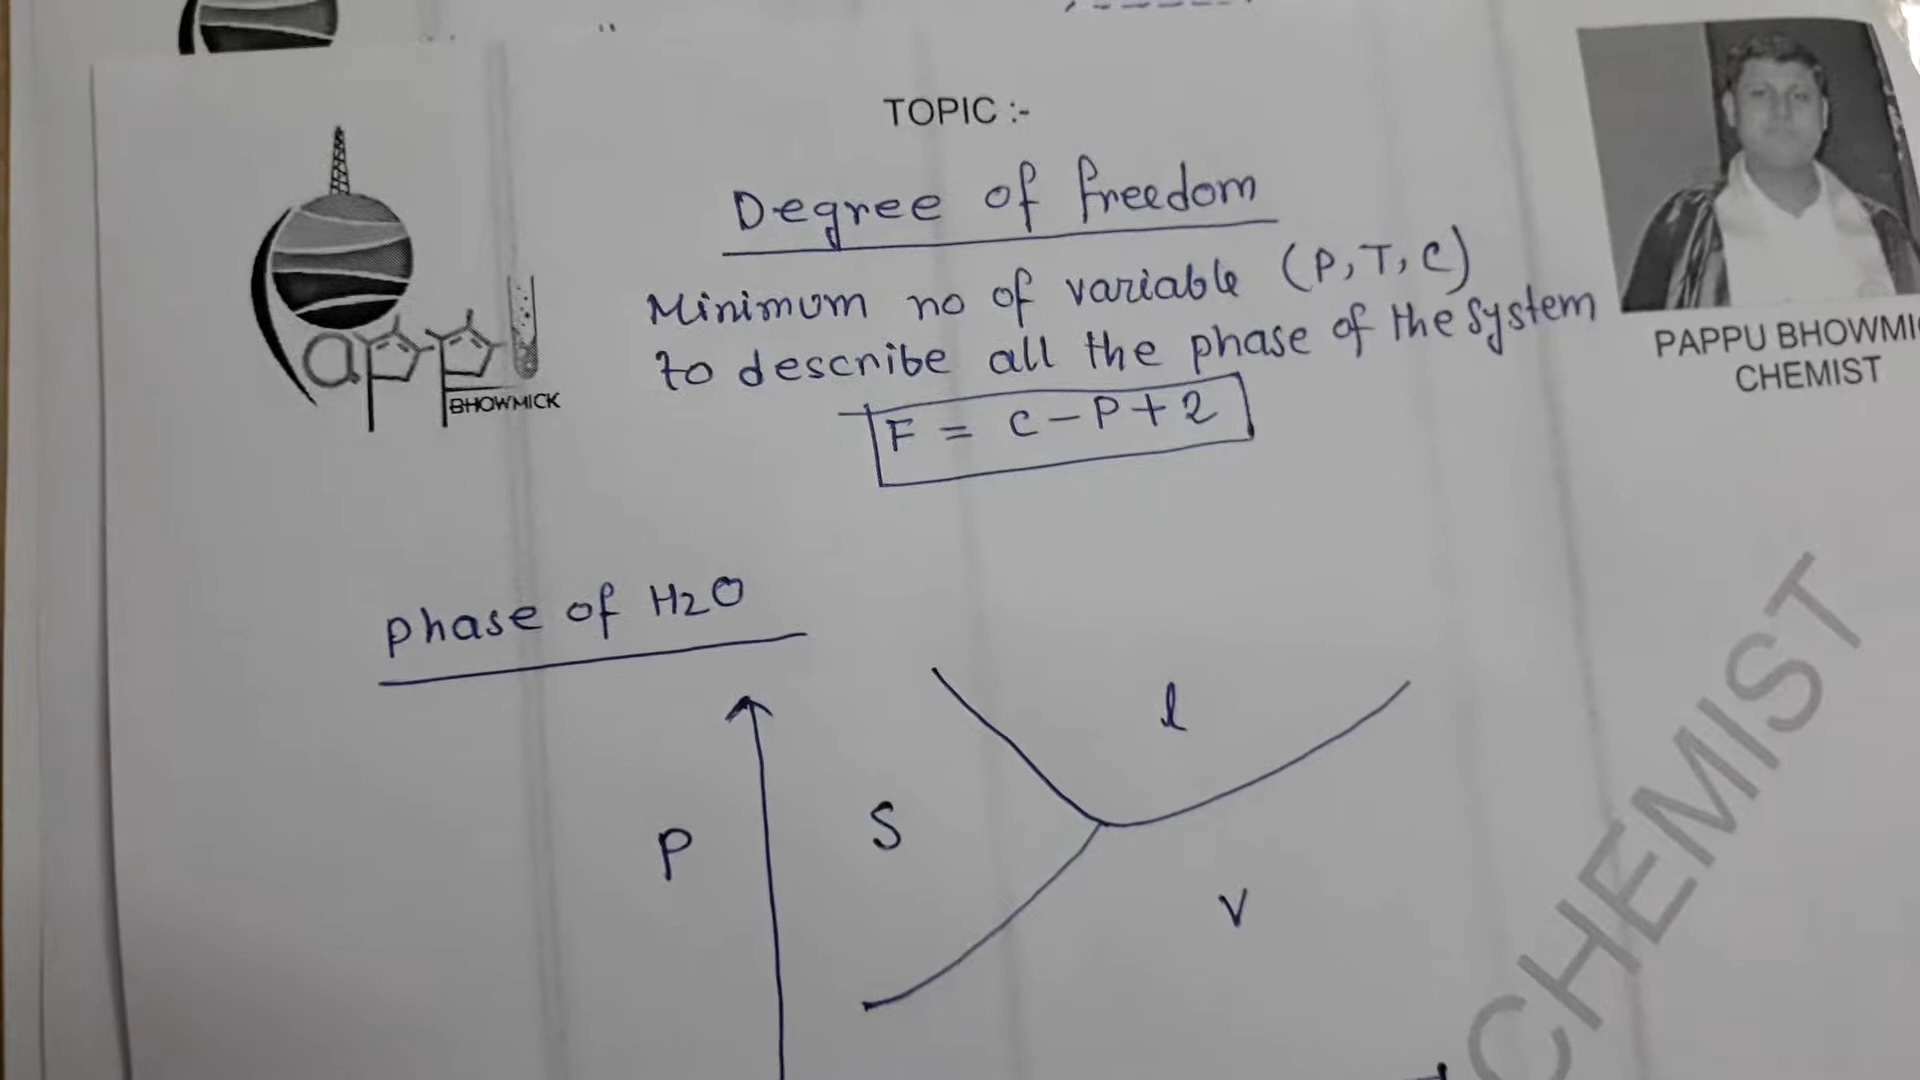 TOPIC :-
Degree of freedom
Minimum no of variable (P, T, C)
to describe all the phase of the system
F = C - P + 2
BHOWMICK
PAPPU BHOWMI
CHEMIST
phase of H2O
l
S
P
V
CHEMIST